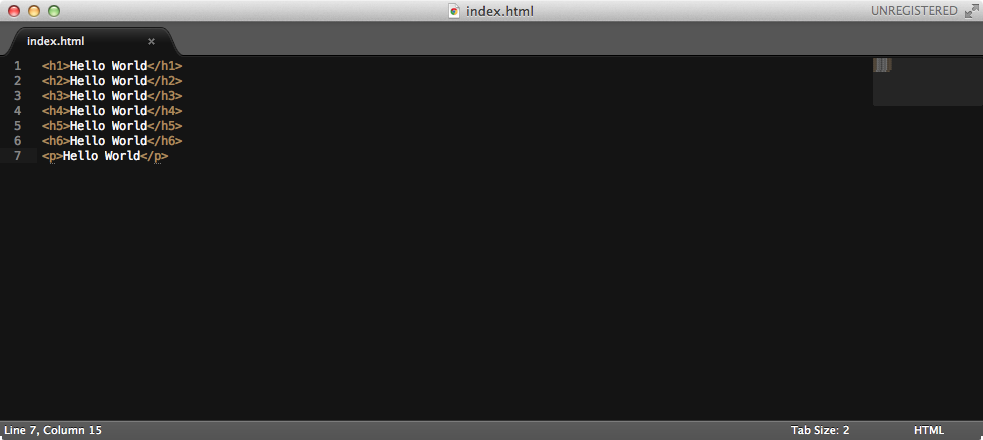 index.html
UNREGISTERED
index.html ×
1 <h1>Hello World</h1>
2 <h2>Hello World</h2>
3 <h3>Hello World</h3>
4 <h4>Hello World</h4>
5 <h5>Hello World</h5>
6 <h6>Hello World</h6>
7 <p>Hello World</p>
Line 7, Column 15 Tab Size: 2 HTML